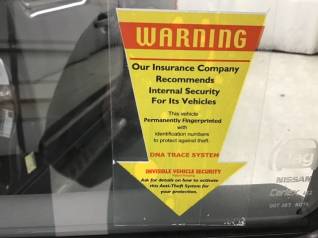 WARNING
Our Insurance Company
Recommends
Internal Security
For Its Vehicles
This vehicle
Permanently Fingerprinted
with
identification numbers
to protect against theft.
DNA TRACE SYSTEM
INVISIBLE VEHICLE SECURITY
Ask for details on how to activate
this Anti-Theft System for
your protection.
NISSAN